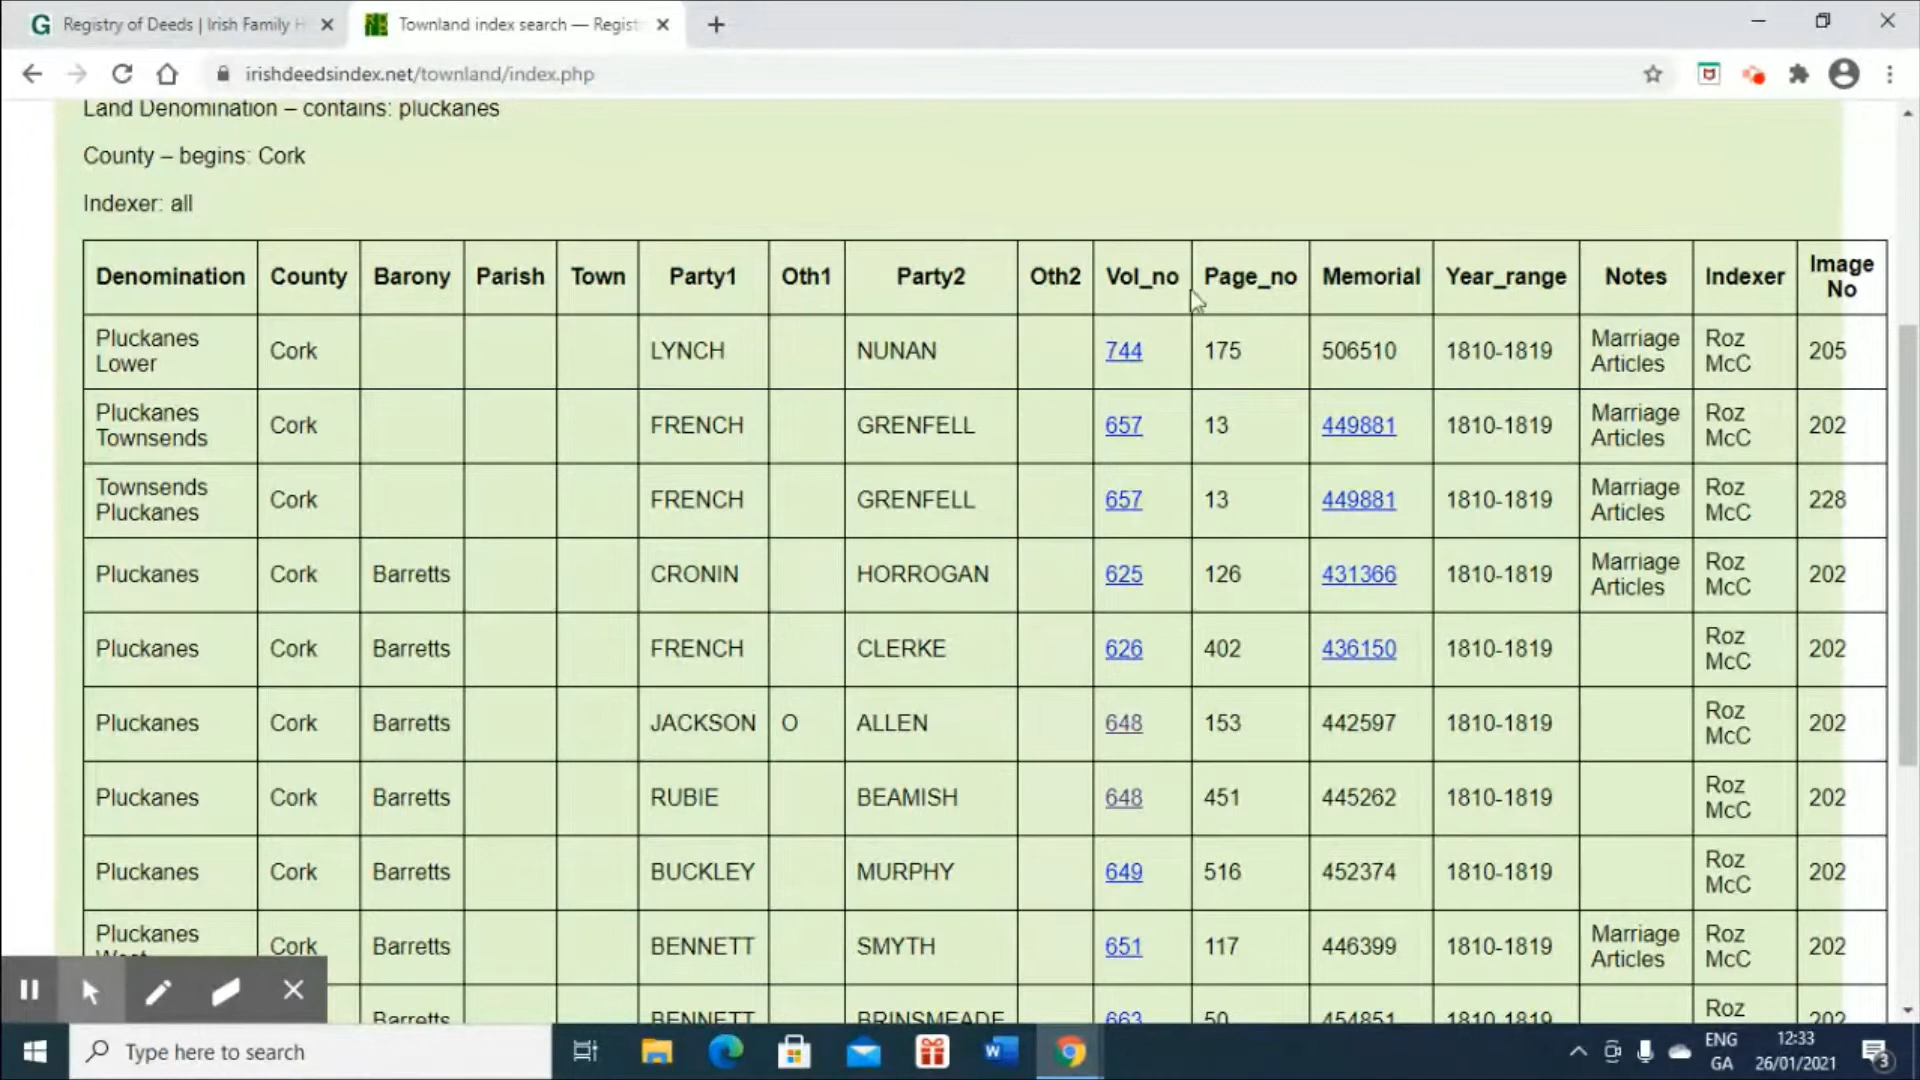 Registry of Deeds | Irish Family H
Townland index search — Regist
irishdeedsindex.net/townland/index.php
Land Denomination – contains: pluckanes
County – begins: Cork
Indexer: all
Denomination County Barony Parish Town Party1 Oth1 Party2 Oth2 Vol_no Page_no Memorial Year_range Notes Indexer Image No
Pluckanes Lower Cork LYNCH NUNAN 744 175 506510 1810-1819 Marriage Articles Roz McC 205
Pluckanes Townsends Cork FRENCH GRENFELL 657 13 449881 1810-1819 Marriage Articles Roz McC 202
Townsends Pluckanes Cork FRENCH GRENFELL 657 13 449881 1810-1819 Marriage Articles Roz McC 228
Pluckanes Cork Barretts CRONIN HORROGAN 625 126 431366 1810-1819 Marriage Articles Roz McC 202
Pluckanes Cork Barretts FRENCH CLERKE 626 402 436150 1810-1819 Roz McC 202
Pluckanes Cork Barretts JACKSON O ALLEN 648 153 442597 1810-1819 Roz McC 202
Pluckanes Cork Barretts RUBIE BEAMISH 648 451 445262 1810-1819 Roz McC 202
Pluckanes Cork Barretts BUCKLEY MURPHY 649 516 452374 1810-1819 Roz McC 202
Pluckanes West Cork Barretts BENNETT SMYTH 651 117 446399 1810-1819 Marriage Articles Roz McC 202
Barretts BENNETT BRINSMEADE 663 50 454851 1810-1819 Roz 202
Type here to search
ENG
GA
12:33
26/01/2021
3